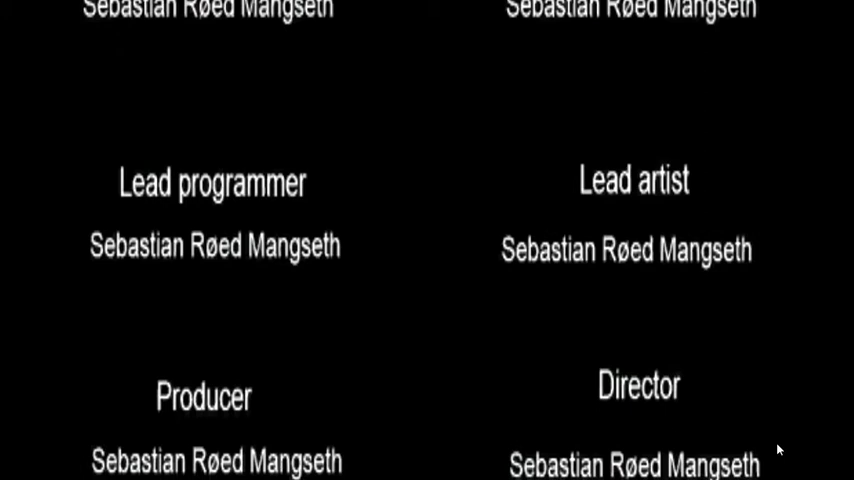 Sebastian Røed Mangseth
Sebastian Røed Mangseth
Lead programmer
Sebastian Røed Mangseth
Lead artist
Sebastian Røed Mangseth
Producer
Sebastian Røed Mangseth
Director
Sebastian Røed Mangseth